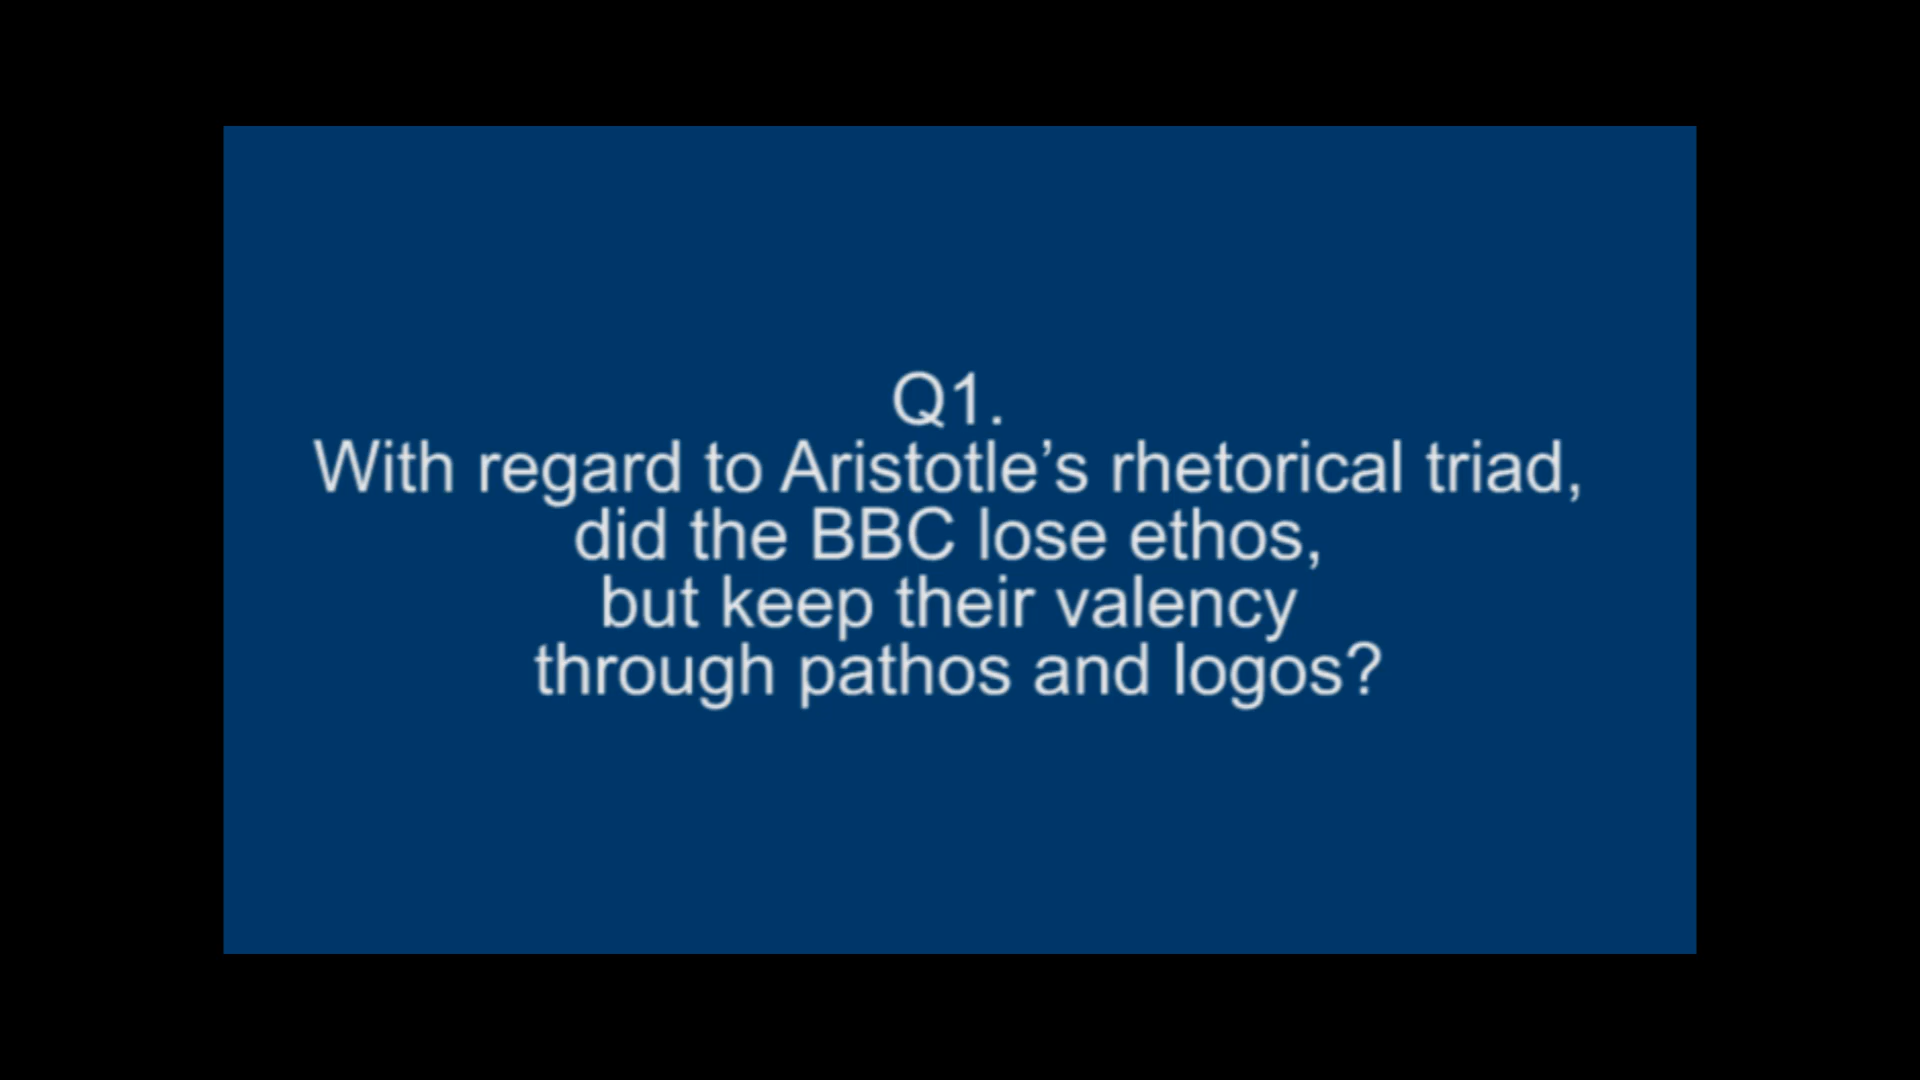 Q1.
With regard to Aristotle’s rhetorical triad,
did the BBC lose ethos,
but keep their valency
through pathos and logos?